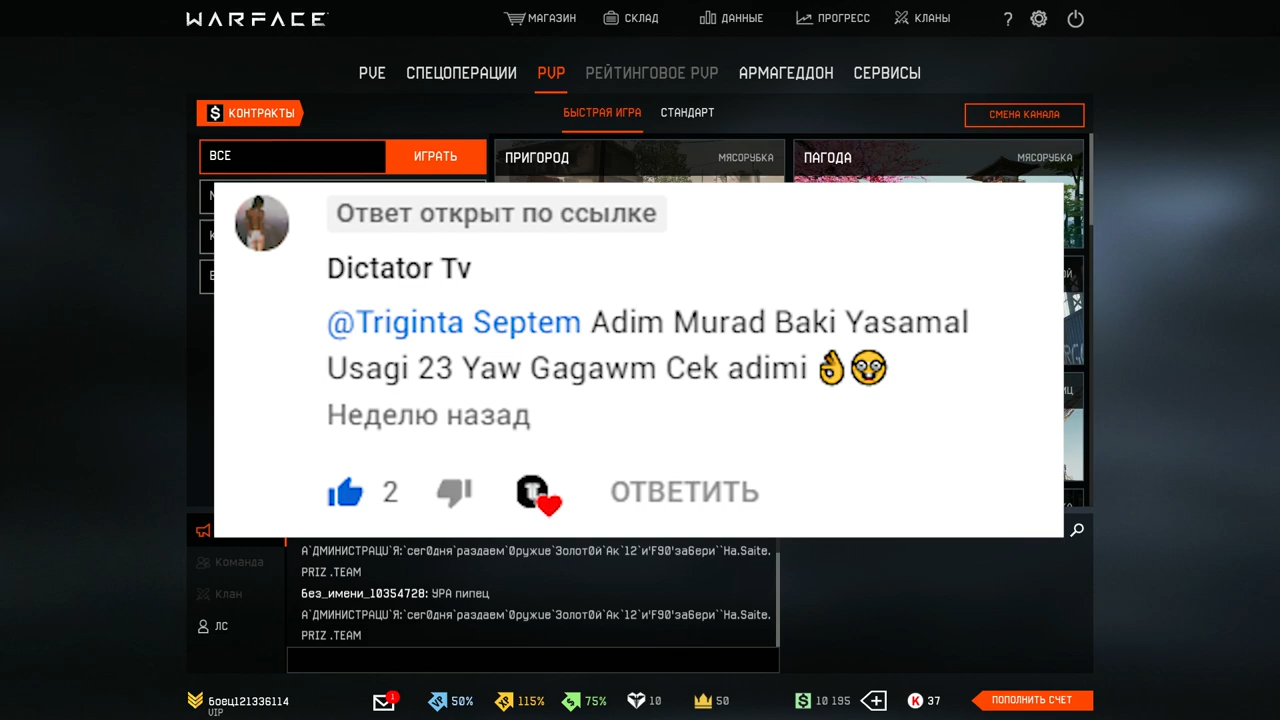 WARFACE
МАГАЗИН СКЛАД ДАННЫЕ ПРОГРЕСС КЛАНЫ ?
PVE СПЕЦОПЕРАЦИИ PVP РЕЙТИНГОВОЕ PVP АРМАГЕДДОН СЕРВИСЫ
$ КОНТРАКТЫ БЫСТРАЯ ИГРА СТАНДАРТ СМЕНА КАНАЛА
ВСЕ ИГРАТЬ ПРИГОРОД МЯСОРУБКА ПАГОДА МЯСОРУБКА
Ответ открыт по ссылке
Dictator Tv
@Triginta Septem Adim Murad Baki Yasamal
Usagi 23 Yaw Gagawm Cek adimi 👌🤓
Неделю назад
2 ОТВЕТИТЬ
А`ДМИНИСТРАЦU`Я:`сег0дня`раздаем`0ружие`Золот0й`Ак`12`и'F90'забери``На.Saite.
PRIZ .TEAM
Команда
без_имени_10354728: УРА пипец
Клан
А`ДМИНИСТРАЦU`Я:`сег0дня`раздаем`0ружие`Золот0й`Ак`12`и'F90'забери``На.Saite.
PRIZ .TEAM
ЛС
боец121336114 1 50% 115% 75% 10 50 $ 10 195 K 37 ПОПОЛНИТЬ СЧЕТ
VIP